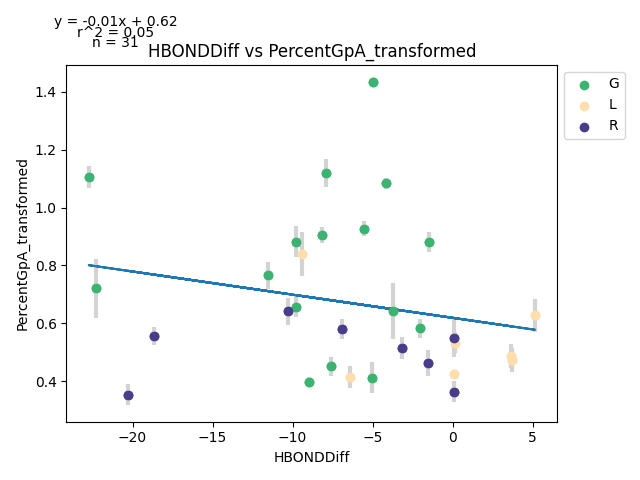 y = -0.01x + 0.62
r^2 = 0.05
n = 31
HBONDDiff vs PercentGpA_transformed
G
L
R
PercentGpA_transformed
1.4
1.2
1.0
0.8
0.6
0.4
−20
−15
−10
−5
0
5
HBONDDiff